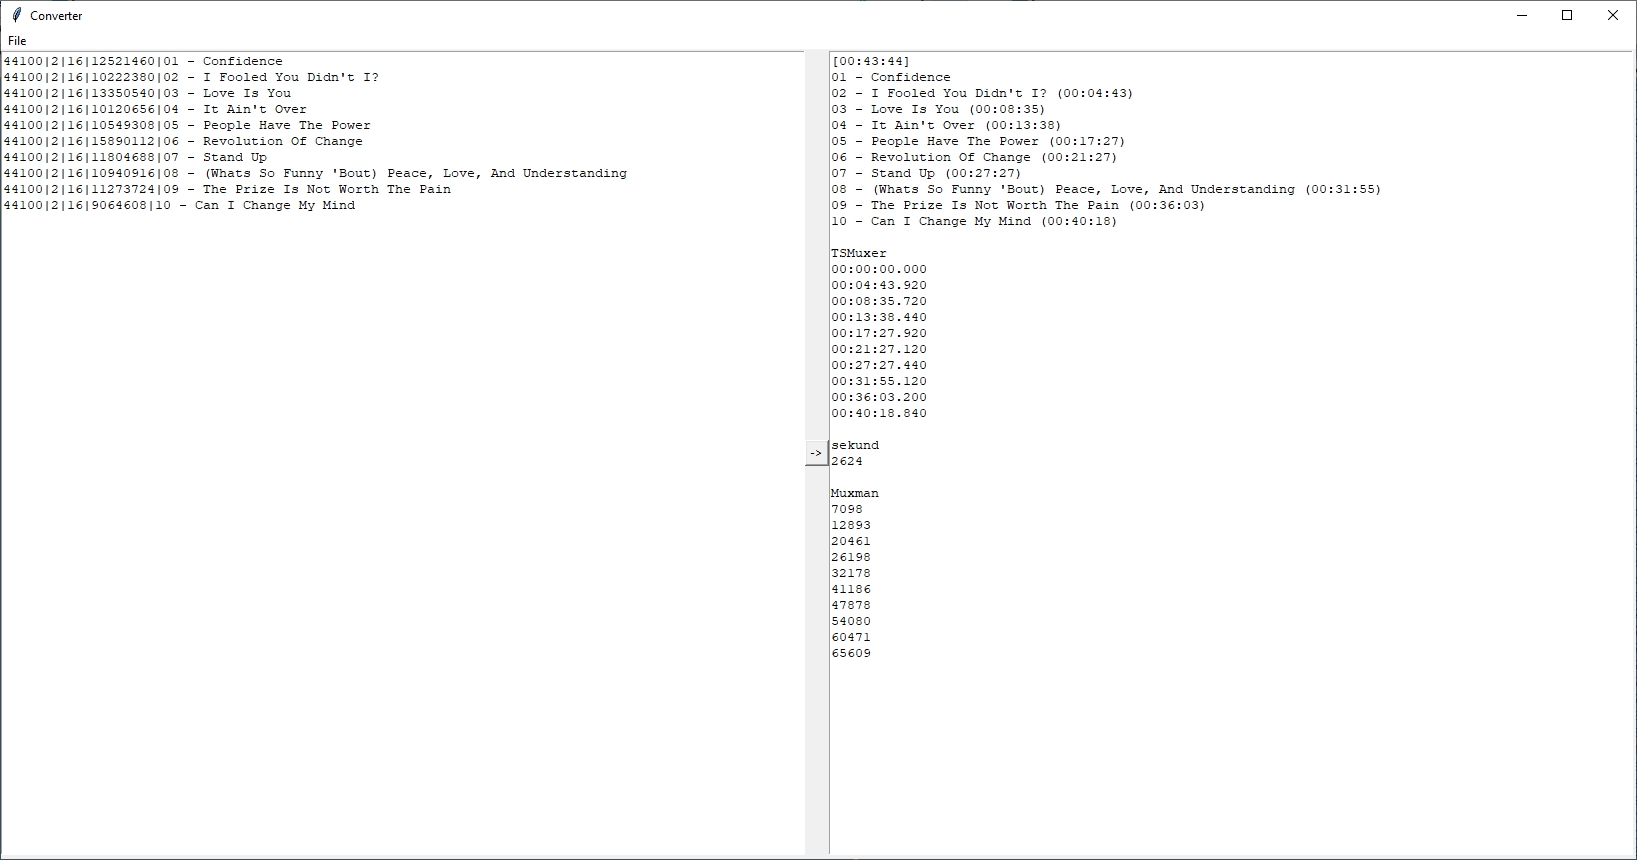 Converter
File
44100|2|16|12521460|01 - Confidence
44100|2|16|10222380|02 - I Fooled You Didn't I?
44100|2|16|13350540|03 - Love Is You
44100|2|16|10120656|04 - It Ain't Over
44100|2|16|10549308|05 - People Have The Power
44100|2|16|15890112|06 - Revolution Of Change
44100|2|16|11804688|07 - Stand Up
44100|2|16|10940916|08 - (Whats So Funny 'Bout) Peace, Love, And Understanding
44100|2|16|11273724|09 - The Prize Is Not Worth The Pain
44100|2|16|9064608|10 - Can I Change My Mind
->
[00:43:44]
01 - Confidence
02 - I Fooled You Didn't I? (00:04:43)
03 - Love Is You (00:08:35)
04 - It Ain't Over (00:13:38)
05 - People Have The Power (00:17:27)
06 - Revolution Of Change (00:21:27)
07 - Stand Up (00:27:27)
08 - (Whats So Funny 'Bout) Peace, Love, And Understanding (00:31:55)
09 - The Prize Is Not Worth The Pain (00:36:03)
10 - Can I Change My Mind (00:40:18)
TSMuxer
00:00:00.000
00:04:43.920
00:08:35.720
00:13:38.440
00:17:27.920
00:21:27.120
00:27:27.440
00:31:55.120
00:36:03.200
00:40:18.840
sekund
2624
Muxman
7098
12893
20461
26198
32178
41186
47878
54080
60471
65609